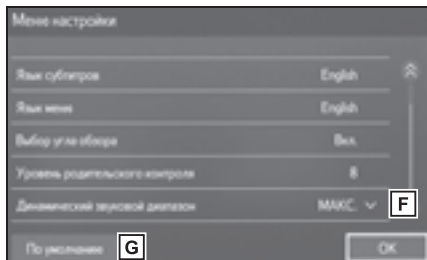 Меню настройки
Язык субтитров English
Язык меню English
Выбор угла обзора Вкл.
Уровень родительского контроля 8
Динамический звуковой диапазон МАКС. F
По умолчанию G OK